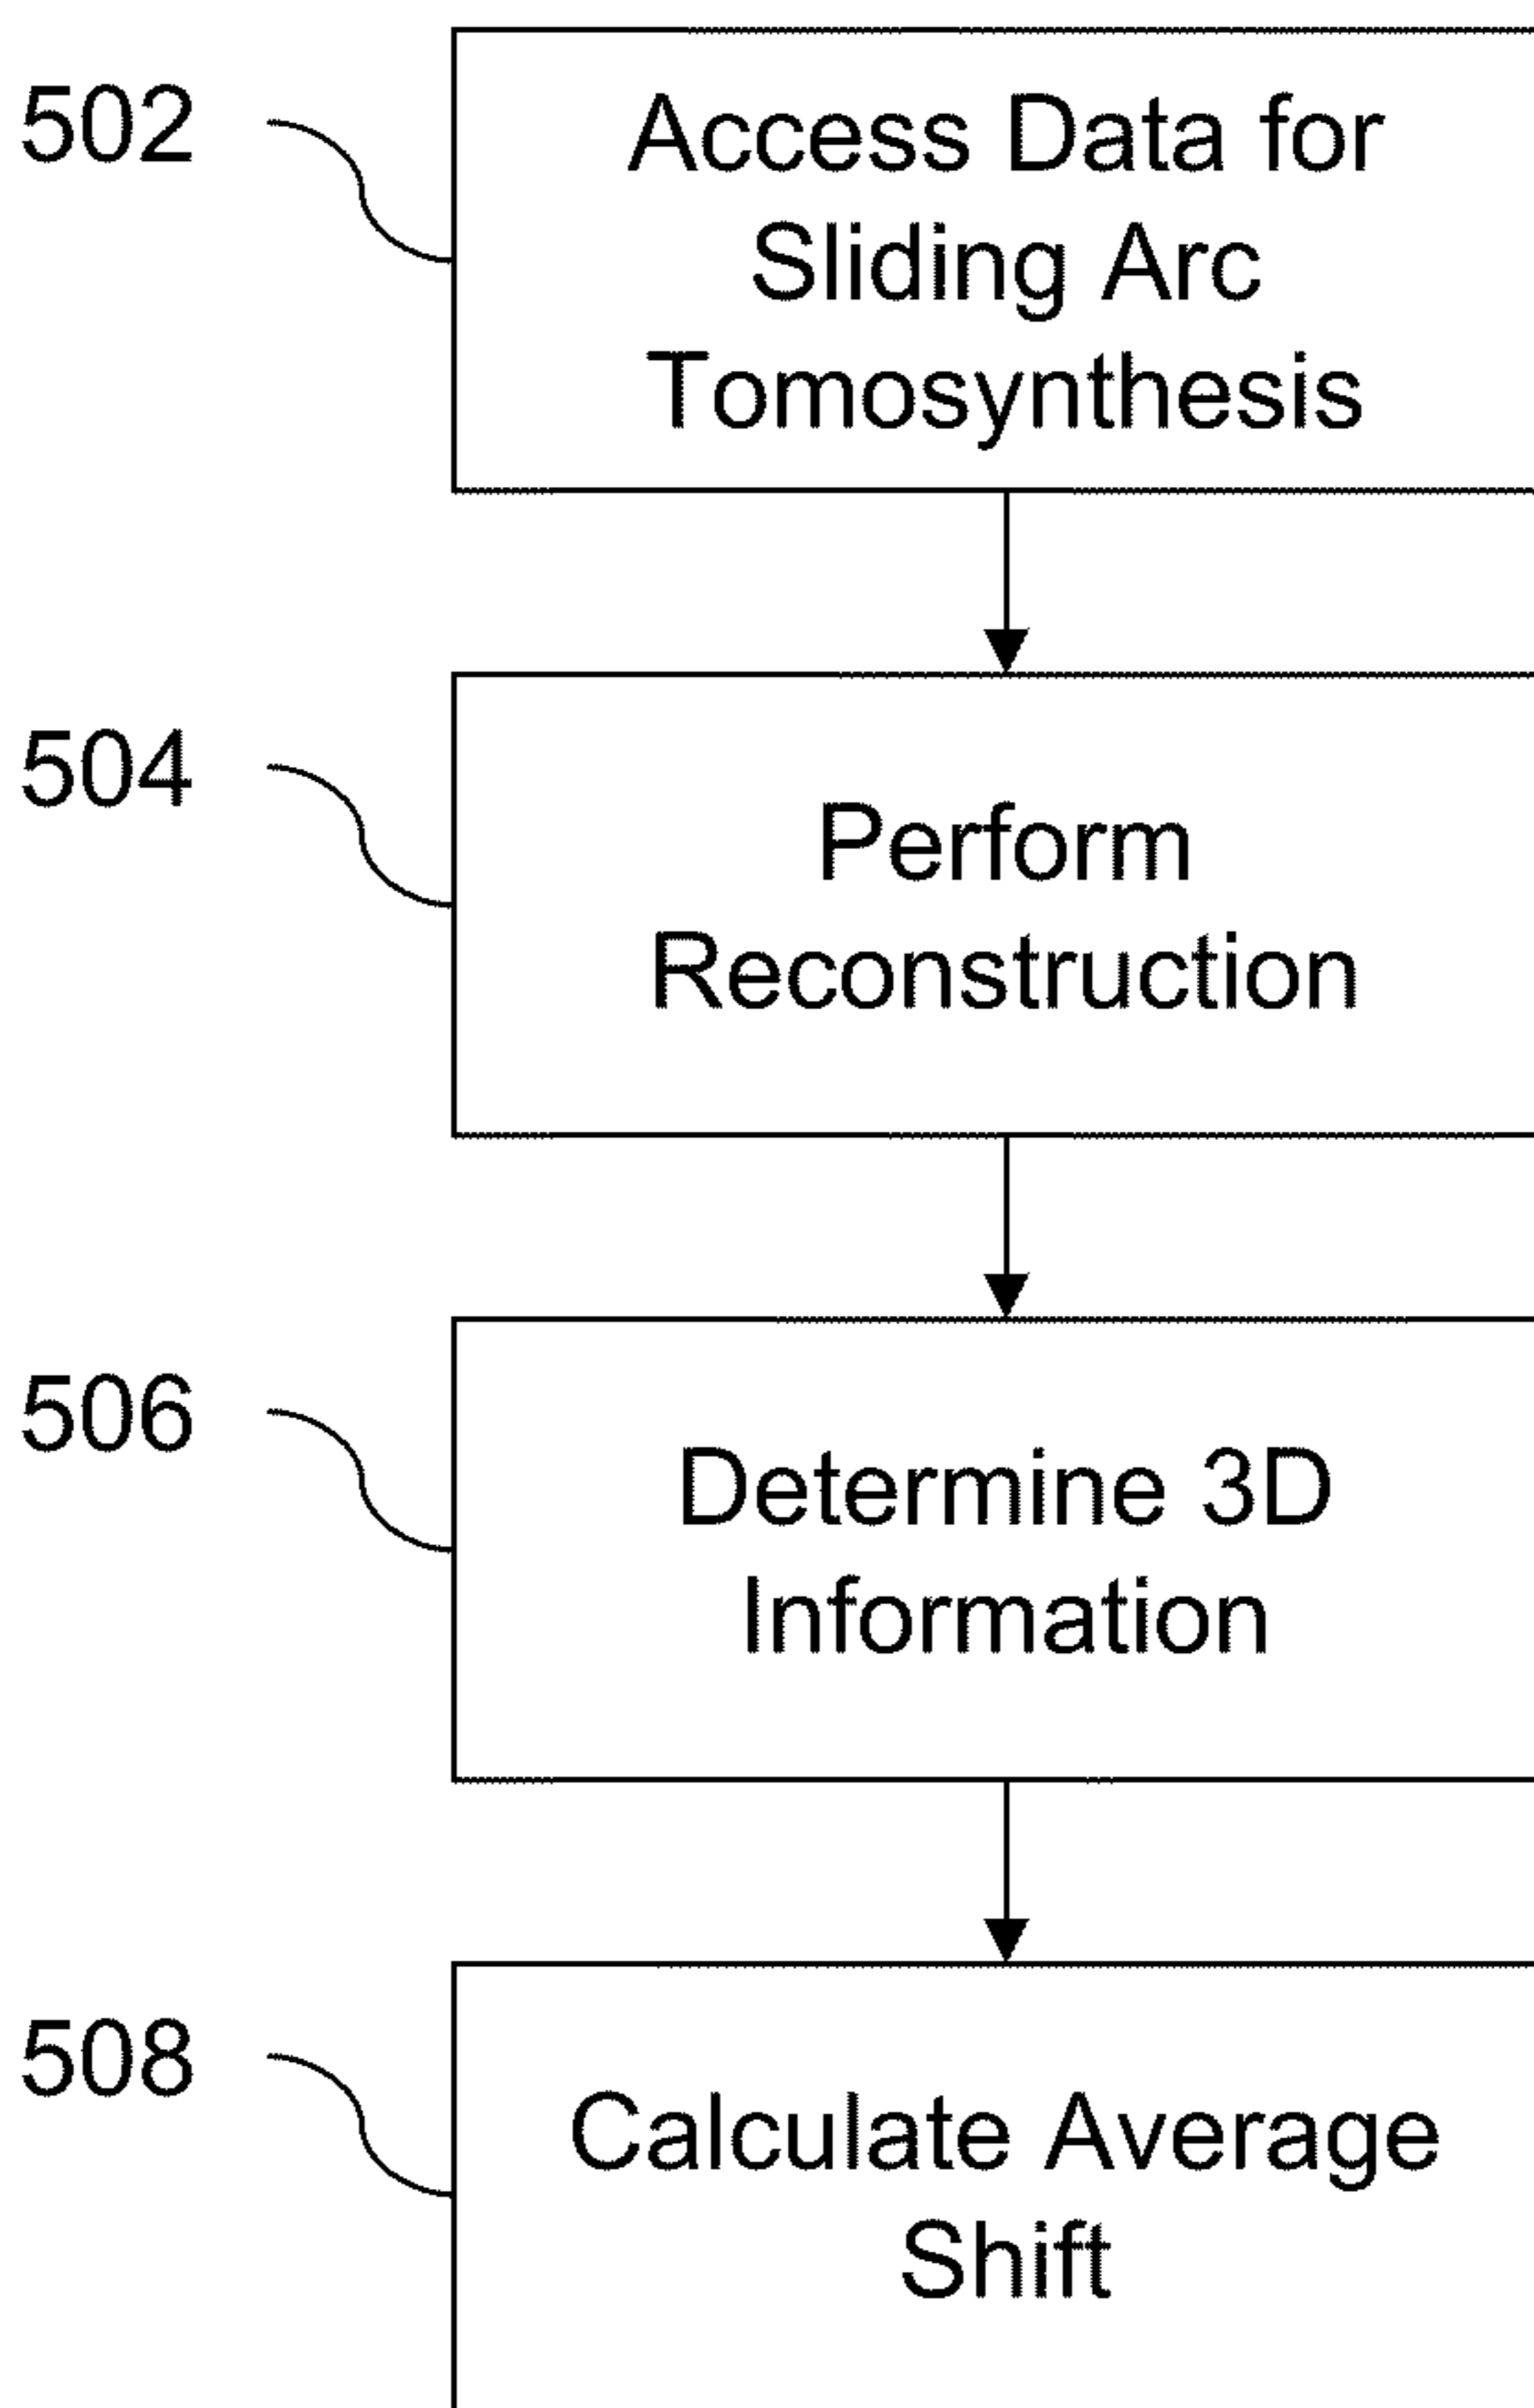 502
Access Data for
Sliding Arc
Tomosynthesis
504
Perform
Reconstruction
506
Determine 3D
Information
508
Calculate Average
Shift